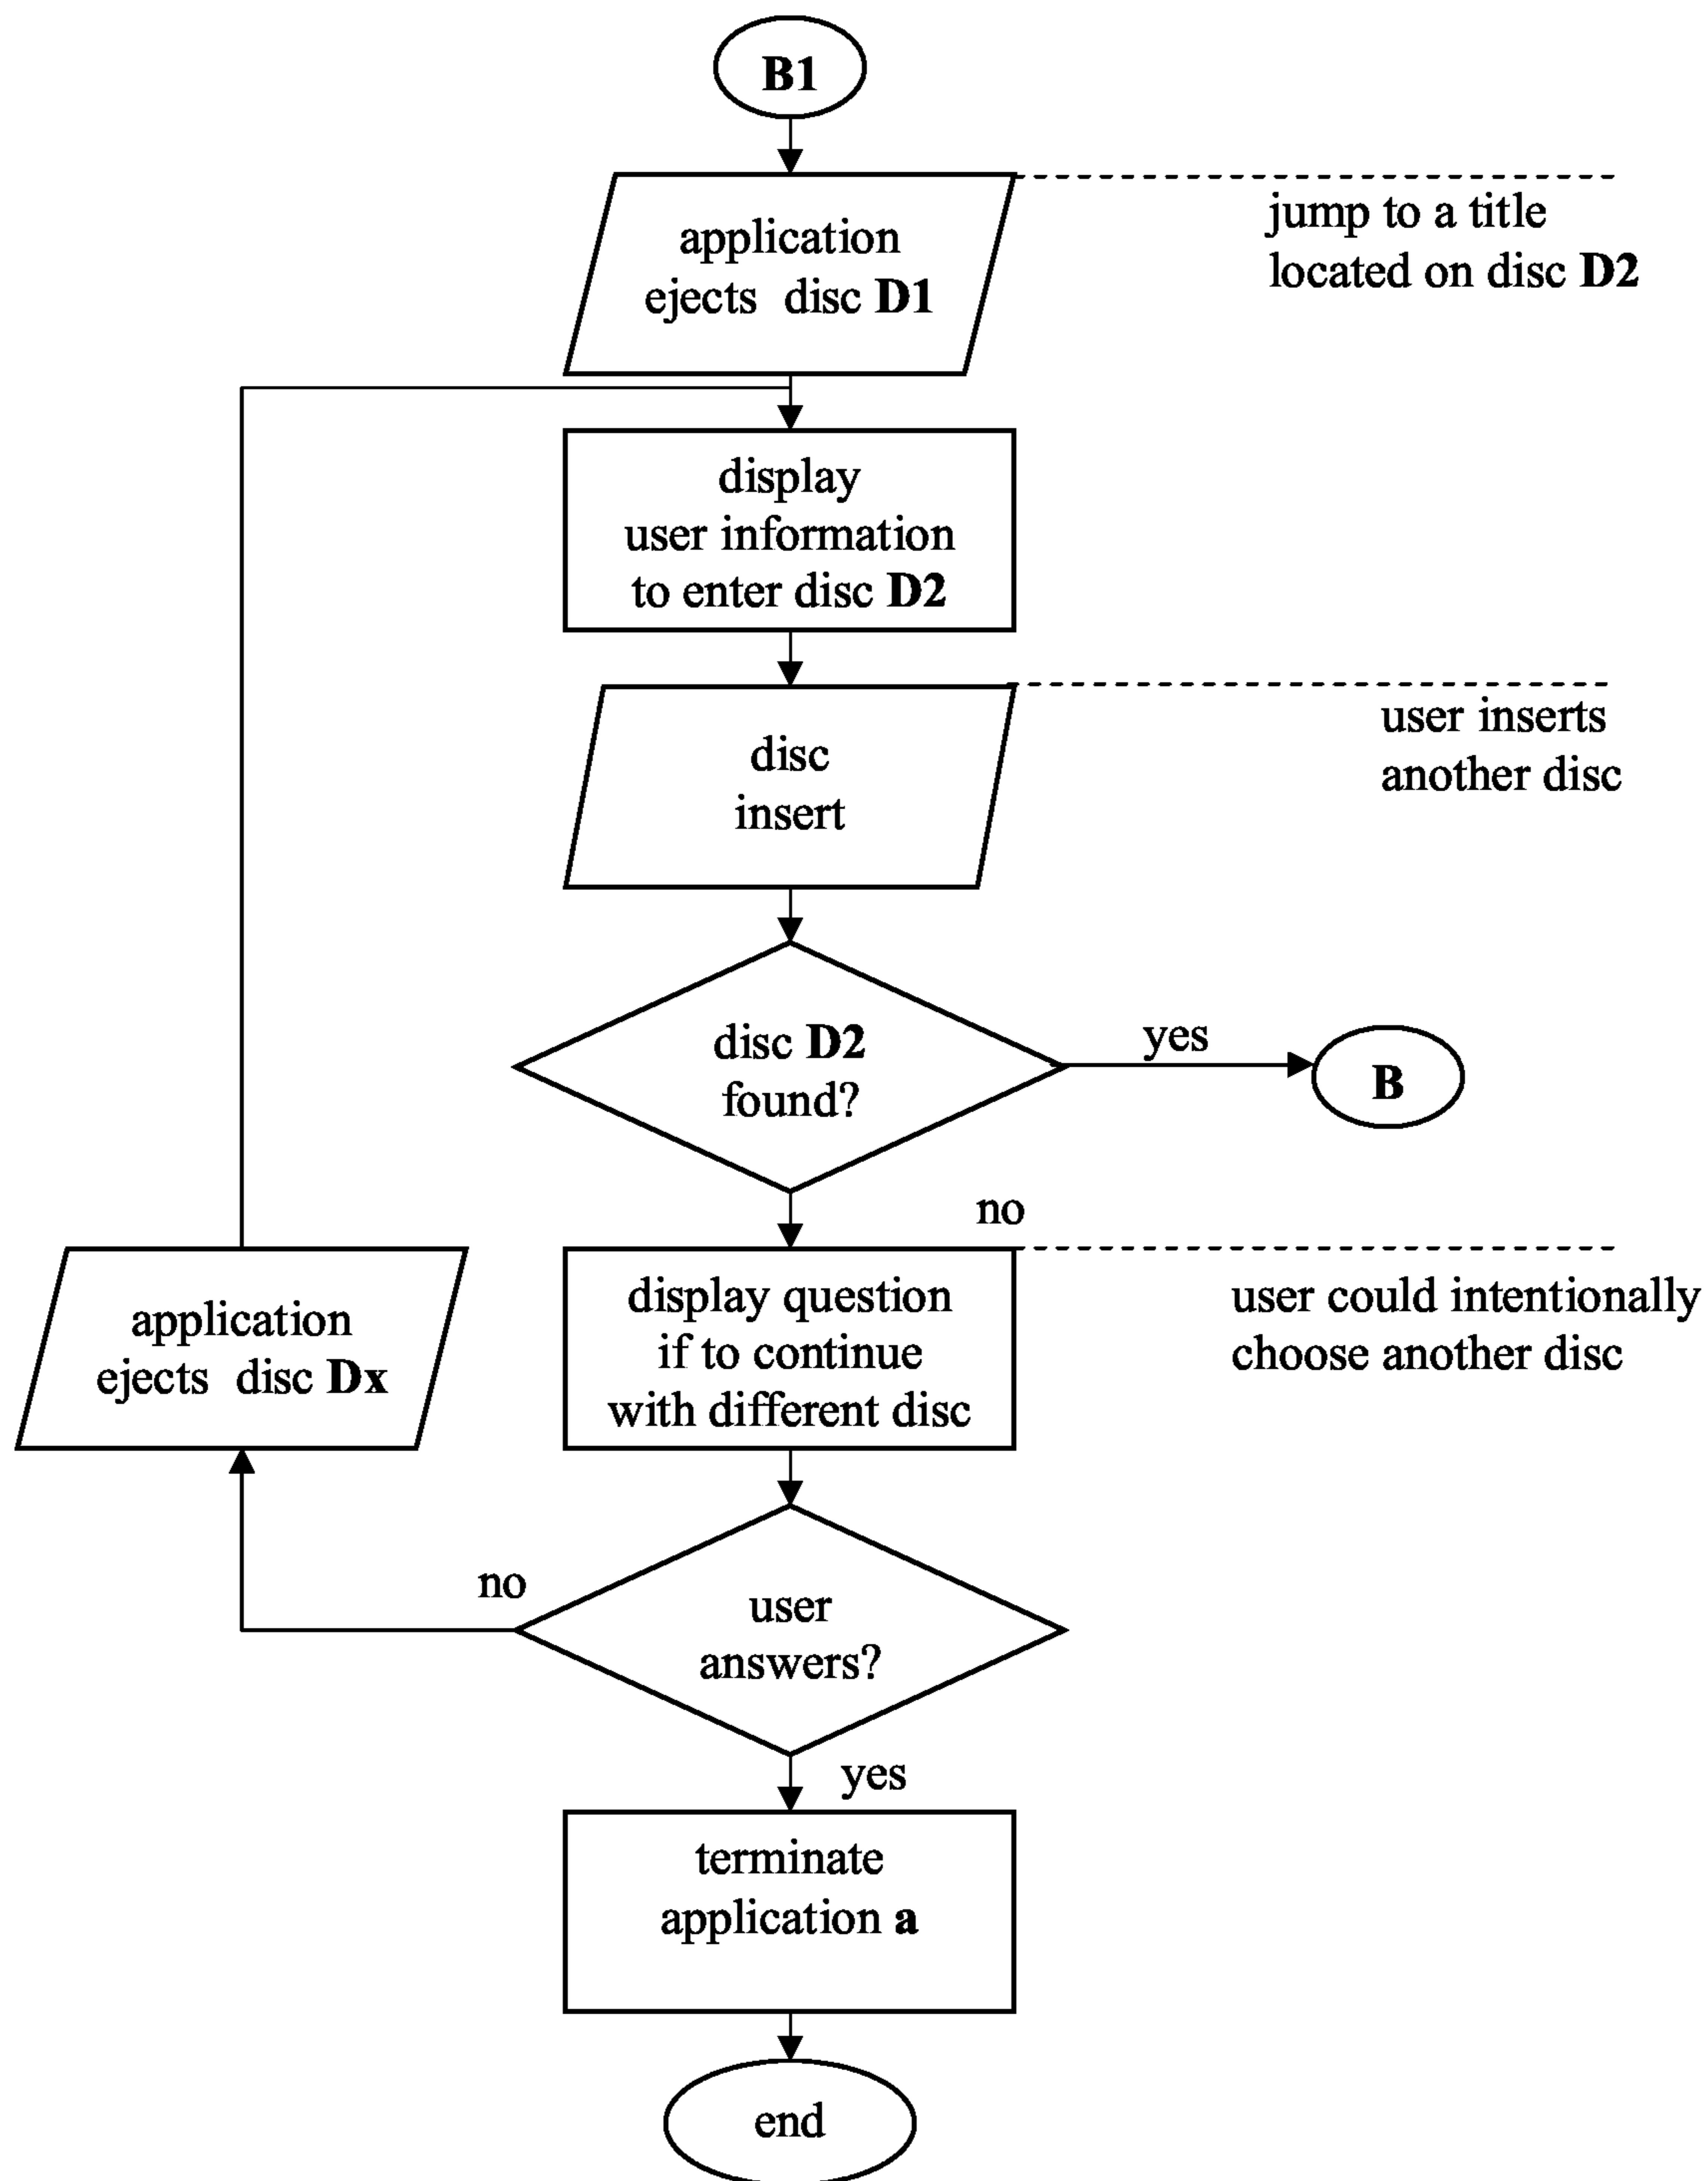 B1
application
ejects disc D1
jump to a title
located on disc D2
display
user information
to enter disc D2
disc
insert
user inserts
another disc
disc D2
found?
yes
B
no
application
ejects disc Dx
display question
if to continue
with different disc
user could intentionally
choose another disc
no
user
answers?
yes
terminate
application a
end